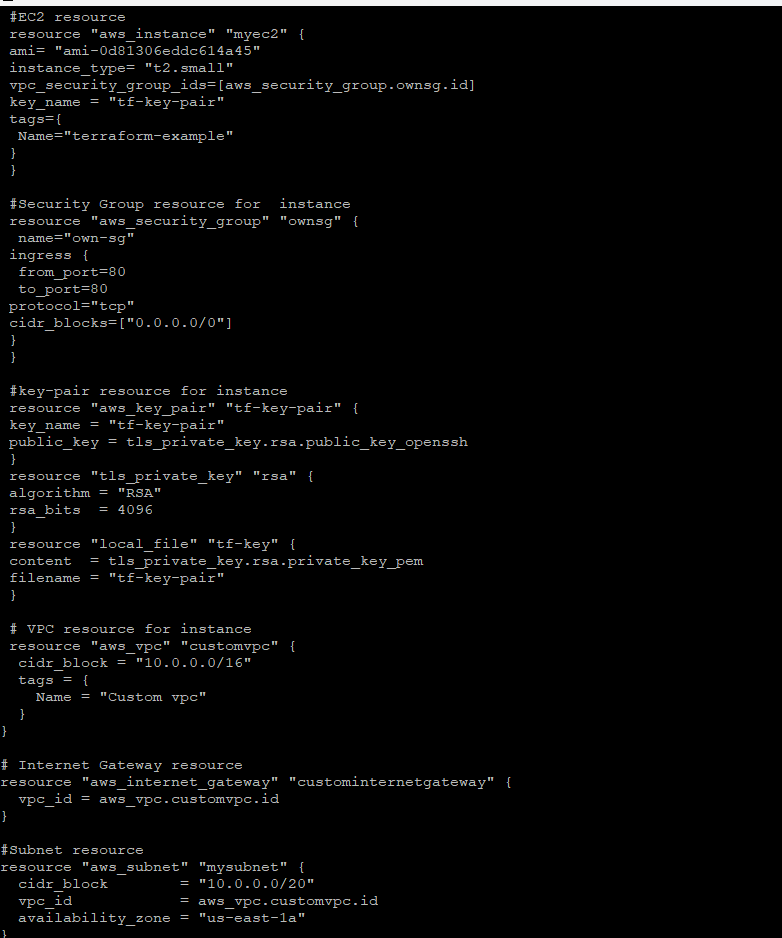 #EC2 resource
resource "aws_instance" "myec2" {
ami= "ami-0d81306eddc614a45"
instance_type= "t2.small"
vpc_security_group_ids=[aws_security_group.ownsg.id]
key_name = "tf-key-pair"
tags={
 Name="terraform-example"
}
}

#Security Group resource for  instance
resource "aws_security_group" "ownsg" {
 name="own-sg"
ingress {
 from_port=80
 to_port=80
protocol="tcp"
cidr_blocks=["0.0.0.0/0"]
}
}

#key-pair resource for instance
resource "aws_key_pair" "tf-key-pair" {
key_name = "tf-key-pair"
public_key = tls_private_key.rsa.public_key_openssh
}
resource "tls_private_key" "rsa" {
algorithm = "RSA"
rsa_bits  = 4096
}
resource "local_file" "tf-key" {
content  = tls_private_key.rsa.private_key_pem
filename = "tf-key-pair"
}

# VPC resource for instance
resource "aws_vpc" "customvpc" {
 cidr_block = "10.0.0.0/16"
 tags = {
   Name = "Custom vpc"
 }
}

# Internet Gateway resource
resource "aws_internet_gateway" "custominternetgateway" {
  vpc_id = aws_vpc.customvpc.id
}

#Subnet resource
resource "aws_subnet" "mysubnet" {
  cidr_block        = "10.0.0.0/20"
  vpc_id            = aws_vpc.customvpc.id
  availability_zone = "us-east-1a"
}